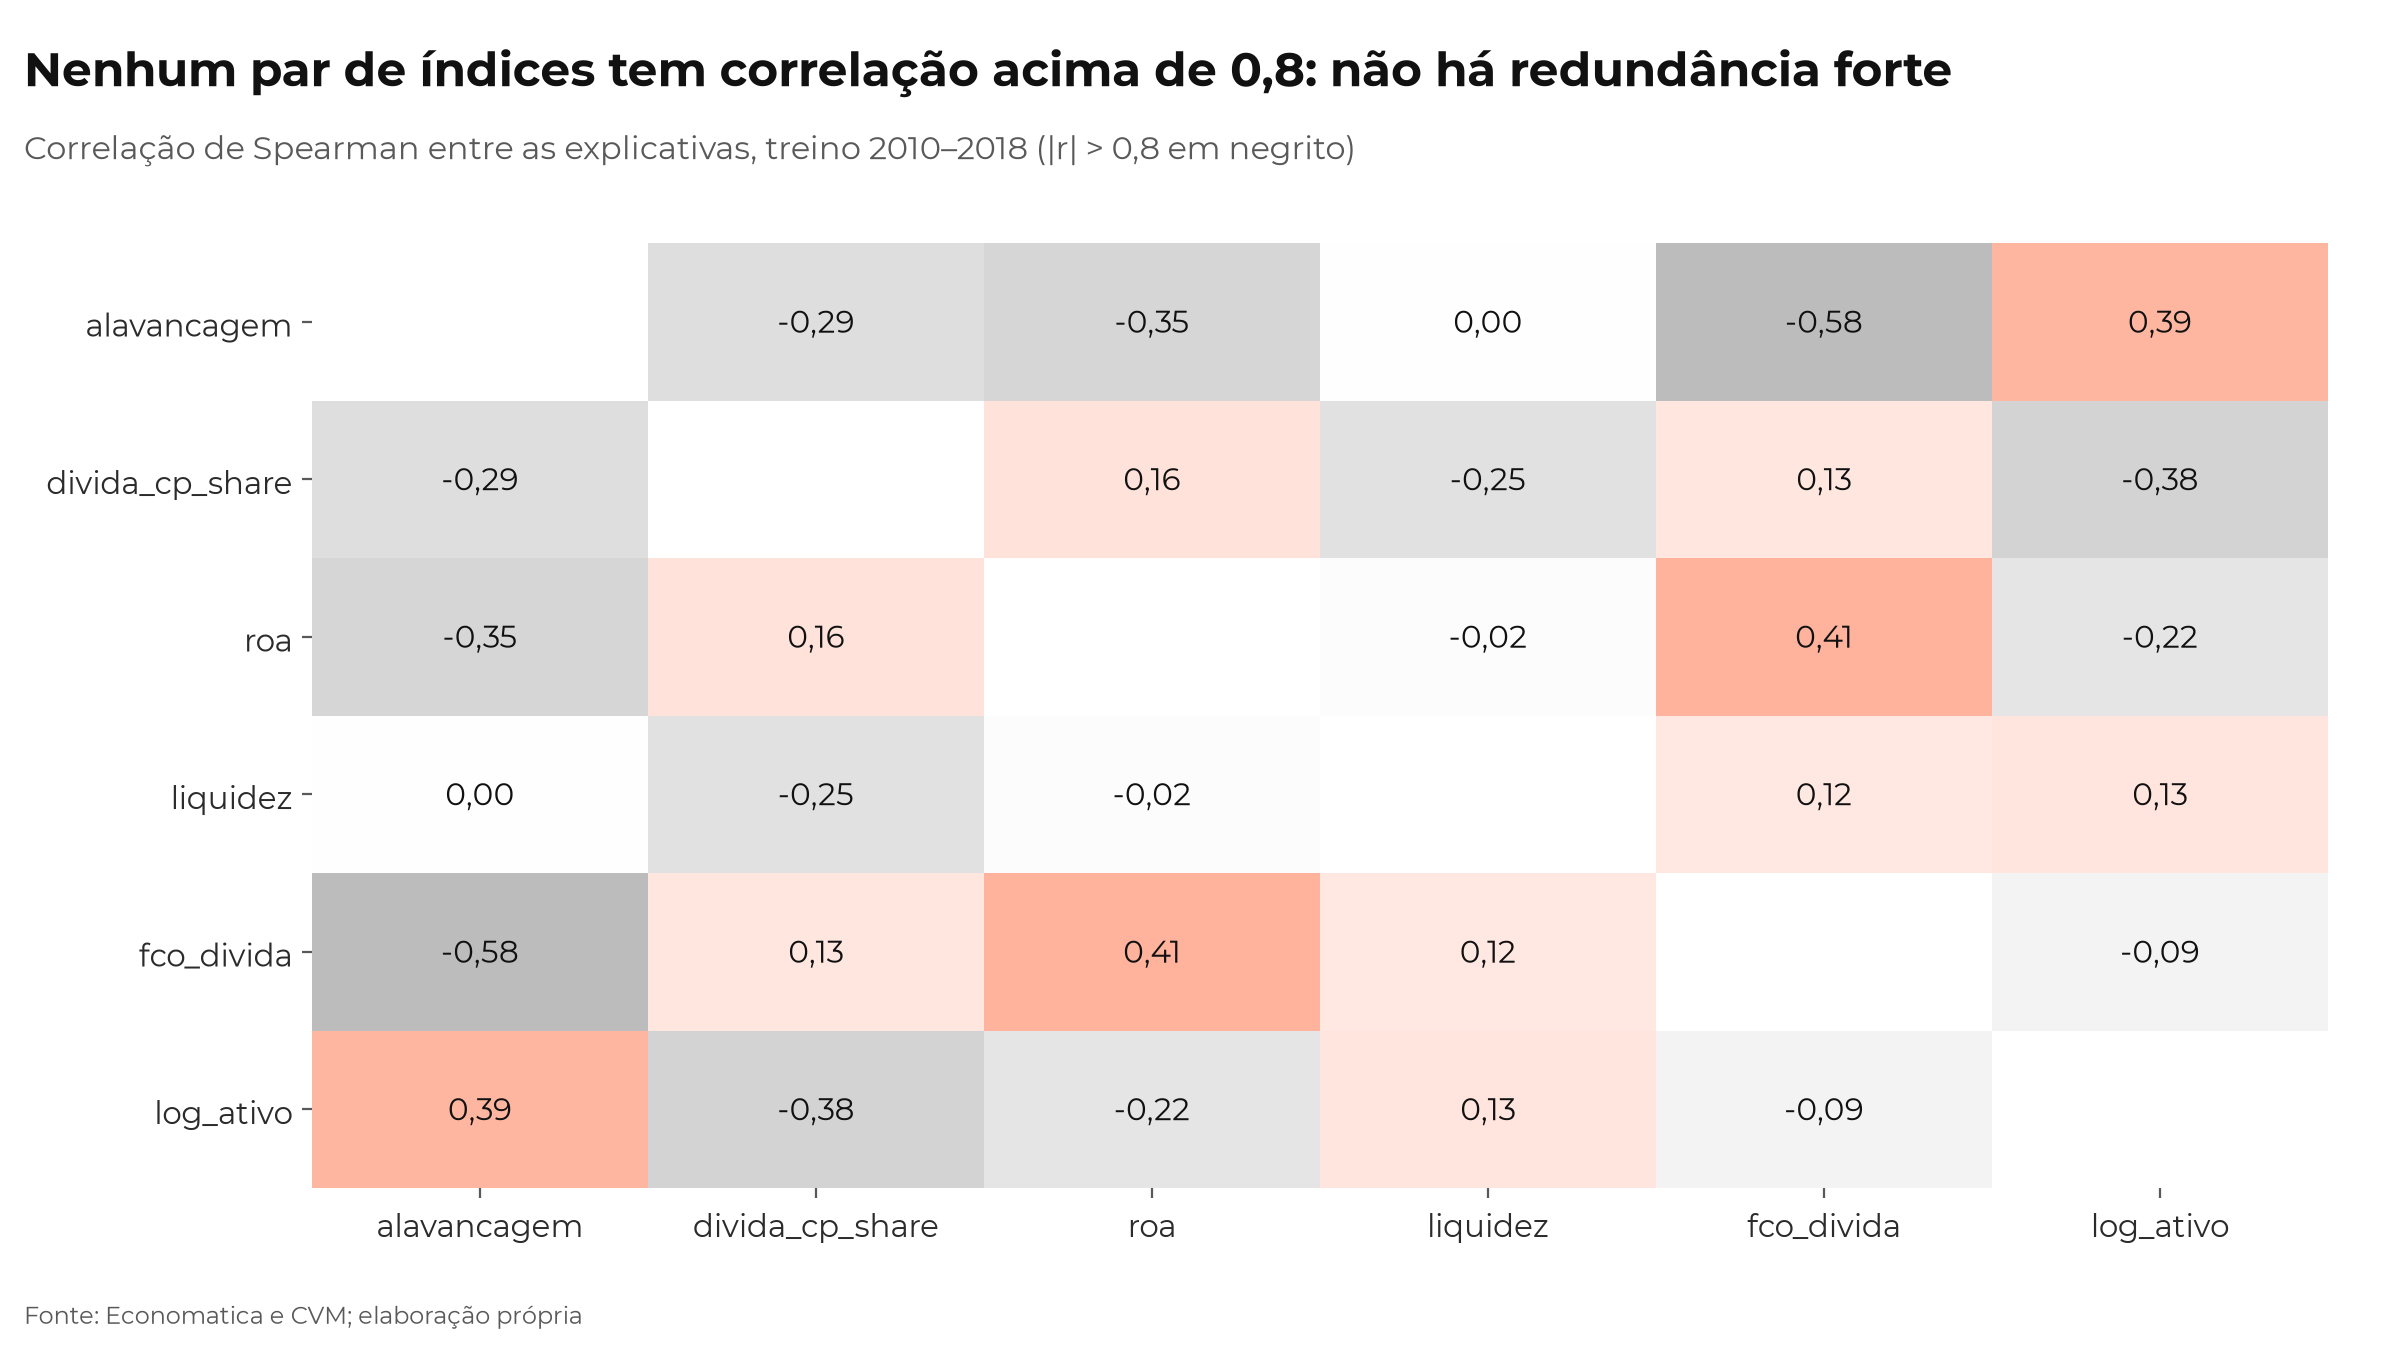 Nenhum par de índices tem correlação acima de 0,8: não há redundância forte
Correlação de Spearman entre as explicativas, treino 2010–2018 (|r| > 0,8 em negrito)
alavancagem -0,29 -0,35 0,00 -0,58 0,39
divida_cp_share -0,29 0,16 -0,25 0,13 -0,38
roa -0,35 0,16 -0,02 0,41 -0,22
liquidez 0,00 -0,25 -0,02 0,12 0,13
fco_divida -0,58 0,13 0,41 0,12 -0,09
log_ativo 0,39 -0,38 -0,22 0,13 -0,09
alavancagem divida_cp_share roa liquidez fco_divida log_ativo
Fonte: Economatica e CVM; elaboração própria